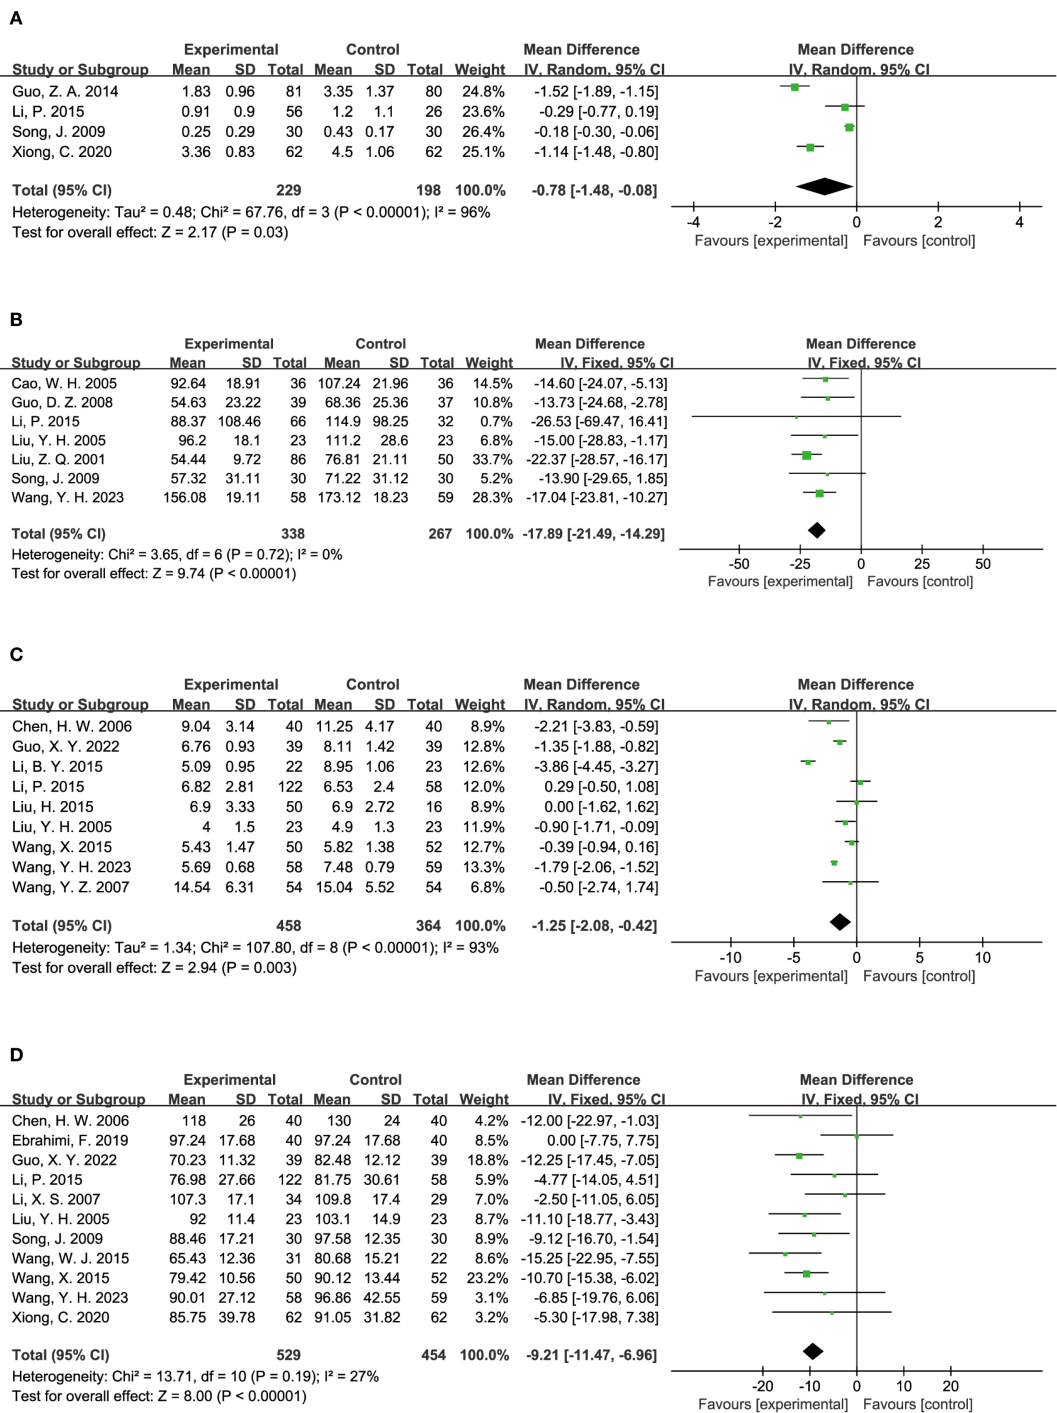 A
Experimental Control Mean Difference Mean Difference
Study or Subgroup Mean SD Total Mean SD Total Weight IV, Random, 95% CI IV, Random, 95% CI
Guo, Z. A. 2014 1.83 0.96 81 3.35 1.37 80 24.8% -1.52 [-1.89, -1.15]
Li, P. 2015 0.91 0.9 56 1.2 1.1 26 23.6% -0.29 [-0.77, 0.19]
Song, J. 2009 0.25 0.29 30 0.43 0.17 30 26.4% -0.18 [-0.30, -0.06]
Xiong, C. 2020 3.36 0.83 62 4.5 1.06 62 25.1% -1.14 [-1.48, -0.80]
Total (95% CI) 229 198 100.0% -0.78 [-1.48, -0.08]
Heterogeneity: Tau² = 0.48; Chi² = 67.76, df = 3 (P < 0.00001); I² = 96%
Test for overall effect: Z = 2.17 (P = 0.03)
-4 -2 0 2 4
Favours [experimental] Favours [control]
B
Experimental Control Mean Difference Mean Difference
Study or Subgroup Mean SD Total Mean SD Total Weight IV, Fixed, 95% CI IV, Fixed, 95% CI
Cao, W. H. 2005 92.64 18.91 36 107.24 21.96 36 14.5% -14.60 [-24.07, -5.13]
Guo, D. Z. 2008 54.63 23.22 39 68.36 25.36 37 10.8% -13.73 [-24.68, -2.78]
Li, P. 2015 88.37 108.46 66 114.9 98.25 32 0.7% -26.53 [-69.47, 16.41]
Liu, Y. H. 2005 96.2 18.1 23 111.2 28.6 23 6.8% -15.00 [-28.83, -1.17]
Liu, Z. Q. 2001 54.44 9.72 86 76.81 21.11 50 33.7% -22.37 [-28.57, -16.17]
Song, J. 2009 57.32 31.11 30 71.22 31.12 30 5.2% -13.90 [-29.65, 1.85]
Wang, Y. H. 2023 156.08 19.11 58 173.12 18.23 59 28.3% -17.04 [-23.81, -10.27]
Total (95% CI) 338 267 100.0% -17.89 [-21.49, -14.29]
Heterogeneity: Chi² = 3.65, df = 6 (P = 0.72); I² = 0%
Test for overall effect: Z = 9.74 (P < 0.00001)
-50 -25 0 25 50
Favours [experimental] Favours [control]
C
Experimental Control Mean Difference Mean Difference
Study or Subgroup Mean SD Total Mean SD Total Weight IV, Random, 95% CI IV, Random, 95% CI
Chen, H. W. 2006 9.04 3.14 40 11.25 4.17 40 8.9% -2.21 [-3.83, -0.59]
Guo, X. Y. 2022 6.76 0.93 39 8.11 1.42 39 12.8% -1.35 [-1.88, -0.82]
Li, B. Y. 2015 5.09 0.95 22 8.95 1.06 23 12.6% -3.86 [-4.45, -3.27]
Li, P. 2015 6.82 2.81 122 6.53 2.4 58 11.9% 0.29 [-0.50, 1.08]
Liu, H. 2015 6.9 3.33 50 6.9 2.72 16 8.9% 0.00 [-1.62, 1.62]
Liu, Y. H. 2005 4 1.5 23 4.9 1.3 23 11.9% -0.90 [-1.71, -0.09]
Wang, X. 2015 5.43 1.47 50 5.82 1.38 52 12.7% -0.39 [-0.94, 0.16]
Wang, Y. H. 2023 5.69 0.68 58 7.48 0.79 59 13.3% -1.79 [-2.06, -1.52]
Wang, Y. Z. 2007 14.54 6.31 54 15.04 5.52 54 6.8% -0.50 [-2.74, 1.74]
Total (95% CI) 458 364 100.0% -1.25 [-2.08, -0.42]
Heterogeneity: Tau² = 1.34; Chi² = 107.80, df = 8 (P < 0.00001); I² = 93%
Test for overall effect: Z = 2.94 (P = 0.003)
-10 -5 0 5 10
Favours [experimental] Favours [control]
D
Experimental Control Mean Difference Mean Difference
Study or Subgroup Mean SD Total Mean SD Total Weight IV, Fixed, 95% CI IV, Fixed, 95% CI
Chen, H. W. 2006 118 26 40 130 24 40 4.2% -12.00 [-22.97, -1.03]
Ebrahimi, F. 2019 97.24 17.68 40 97.24 17.68 40 8.5% 0.00 [-7.75, 7.75]
Guo, X. Y. 2022 70.23 11.32 39 82.48 12.12 39 18.8% -12.25 [-17.45, -7.05]
Li, P. 2015 76.98 27.66 122 81.75 30.61 58 5.9% -4.77 [-14.05, 4.51]
Li, X. S. 2007 107.3 17.1 34 109.8 17.4 29 7.0% -2.50 [-11.05, 6.05]
Liu, Y. H. 2005 92 11.4 23 103.1 14.9 23 8.7% -11.10 [-18.77, -3.43]
Song, J. 2009 88.46 17.21 30 97.58 12.35 30 8.9% -9.12 [-16.70, -1.54]
Wang, W. J. 2015 65.43 12.36 31 80.68 15.21 22 8.6% -15.25 [-22.95, -7.55]
Wang, X. 2015 79.42 10.56 50 90.12 13.44 52 23.2% -10.70 [-15.38, -6.02]
Wang, Y. H. 2023 90.01 27.12 58 96.86 42.55 59 3.1% -6.85 [-19.76, 6.06]
Xiong, C. 2020 85.75 39.78 62 91.05 31.82 62 3.2% -5.30 [-17.98, 7.38]
Total (95% CI) 529 454 100.0% -9.21 [-11.47, -6.96]
Heterogeneity: Chi² = 13.71, df = 10 (P = 0.19); I² = 27%
Test for overall effect: Z = 8.00 (P < 0.00001)
-20 -10 0 10 20
Favours [experimental] Favours [control]